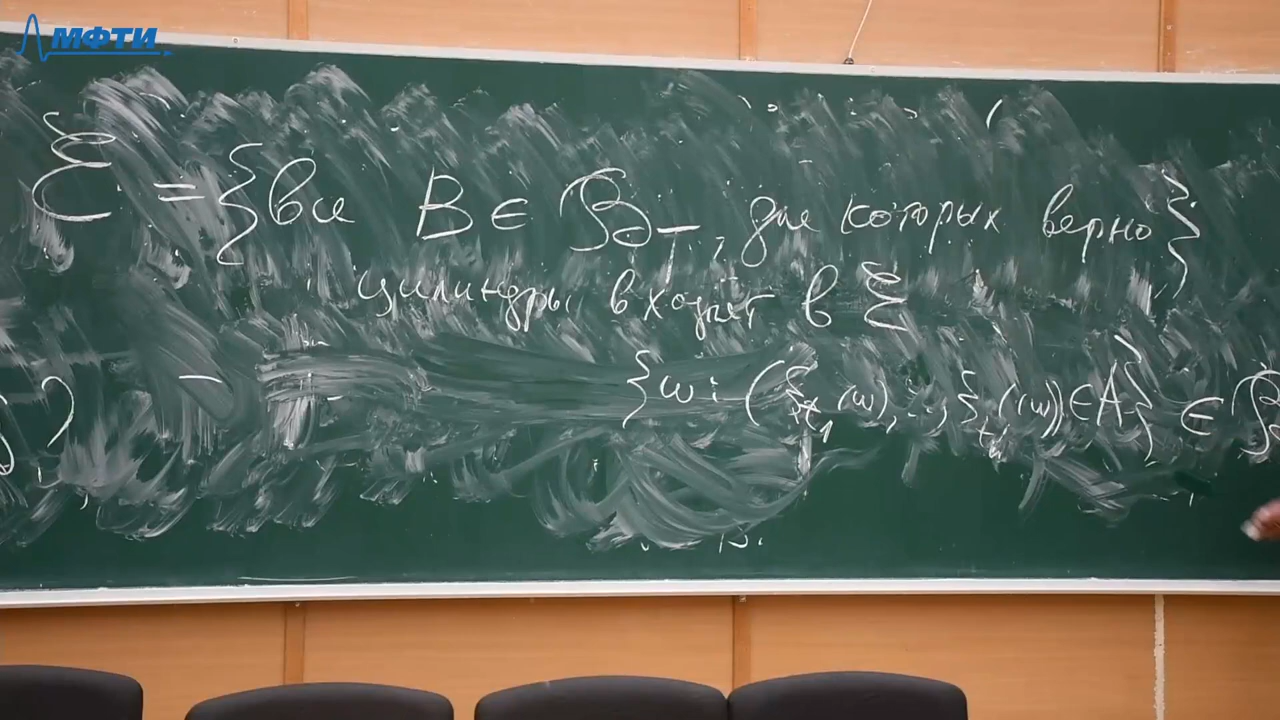 МФТИ
ℰ = {все B ∈ ℬ_T, для которых верно}
цилиндры входят в ℰ
{ω: (ξ_{t_1}(ω), ..., ξ_{t_n}(ω)) ∈ A} ∈ ℬ